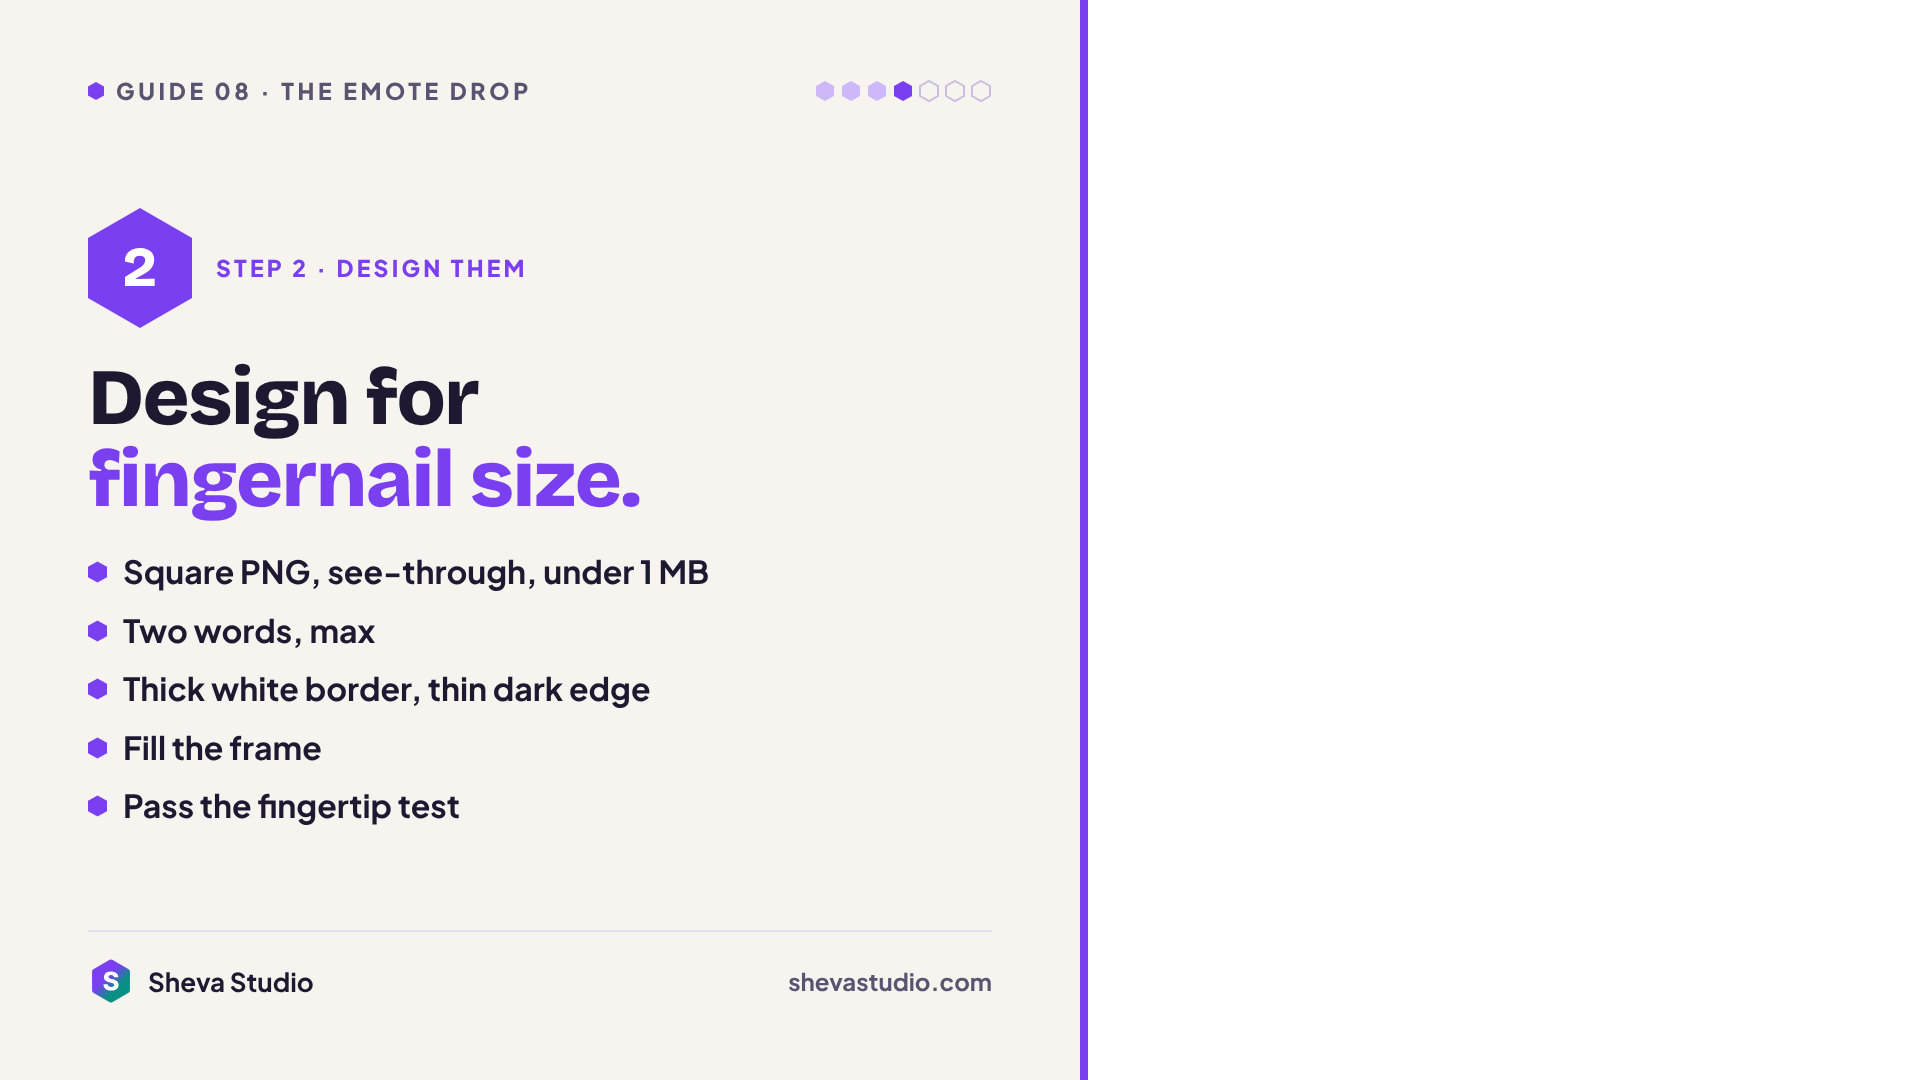 GUIDE 08 · THE EMOTE DROP
2
STEP 2 · DESIGN THEM
Design for
fingernail size.
Square PNG, see-through, under 1 MB
Two words, max
Thick white border, thin dark edge
Fill the frame
Pass the fingertip test
S
Sheva Studio
shevastudio.com